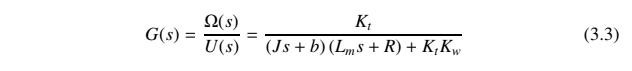 G(s) = Ω(s)/U(s) = K_t/((Js + b)(L_m s + R) + K_t K_w) (3.3)